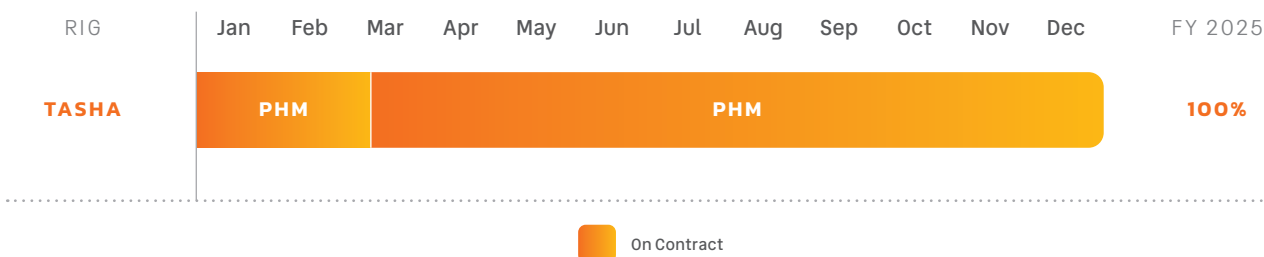 RIG Jan Feb Mar Apr May Jun Jul Aug Sep Oct Nov Dec FY 2025
TASHA PHM PHM 100%
On Contract